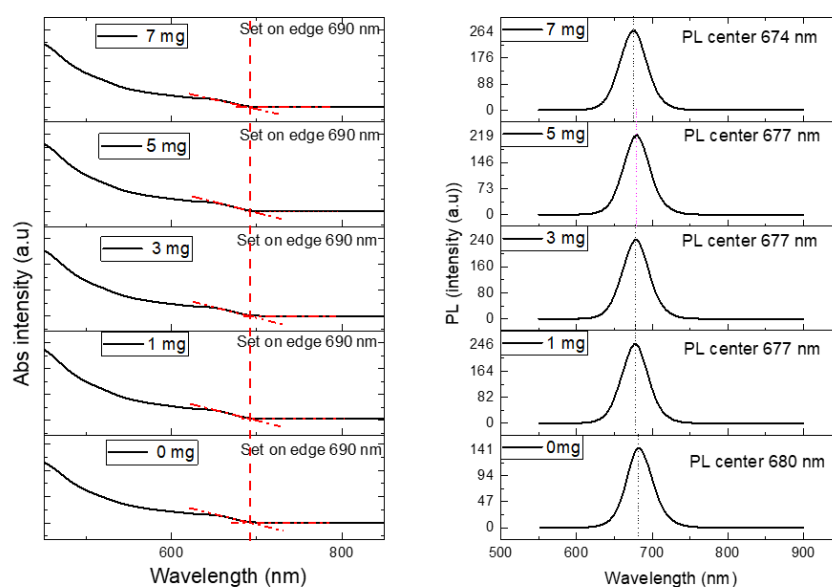 7 mg
Set on edge 690 nm
5 mg
Set on edge 690 nm
3 mg
Set on edge 690 nm
1 mg
Set on edge 690 nm
0 mg
Set on edge 690 nm
Abs intensity (a.u)
600
800
Wavelength (nm)
7 mg
PL center 674 nm
264
176
88
0
5 mg
PL center 677 nm
219
146
73
0
3 mg
PL center 677 nm
240
160
80
0
1 mg
PL center 677 nm
246
164
82
0
0mg
PL center 680 nm
141
94
47
0
PL (intensity (a.u))
500
600
700
800
900
Wavelength (nm)